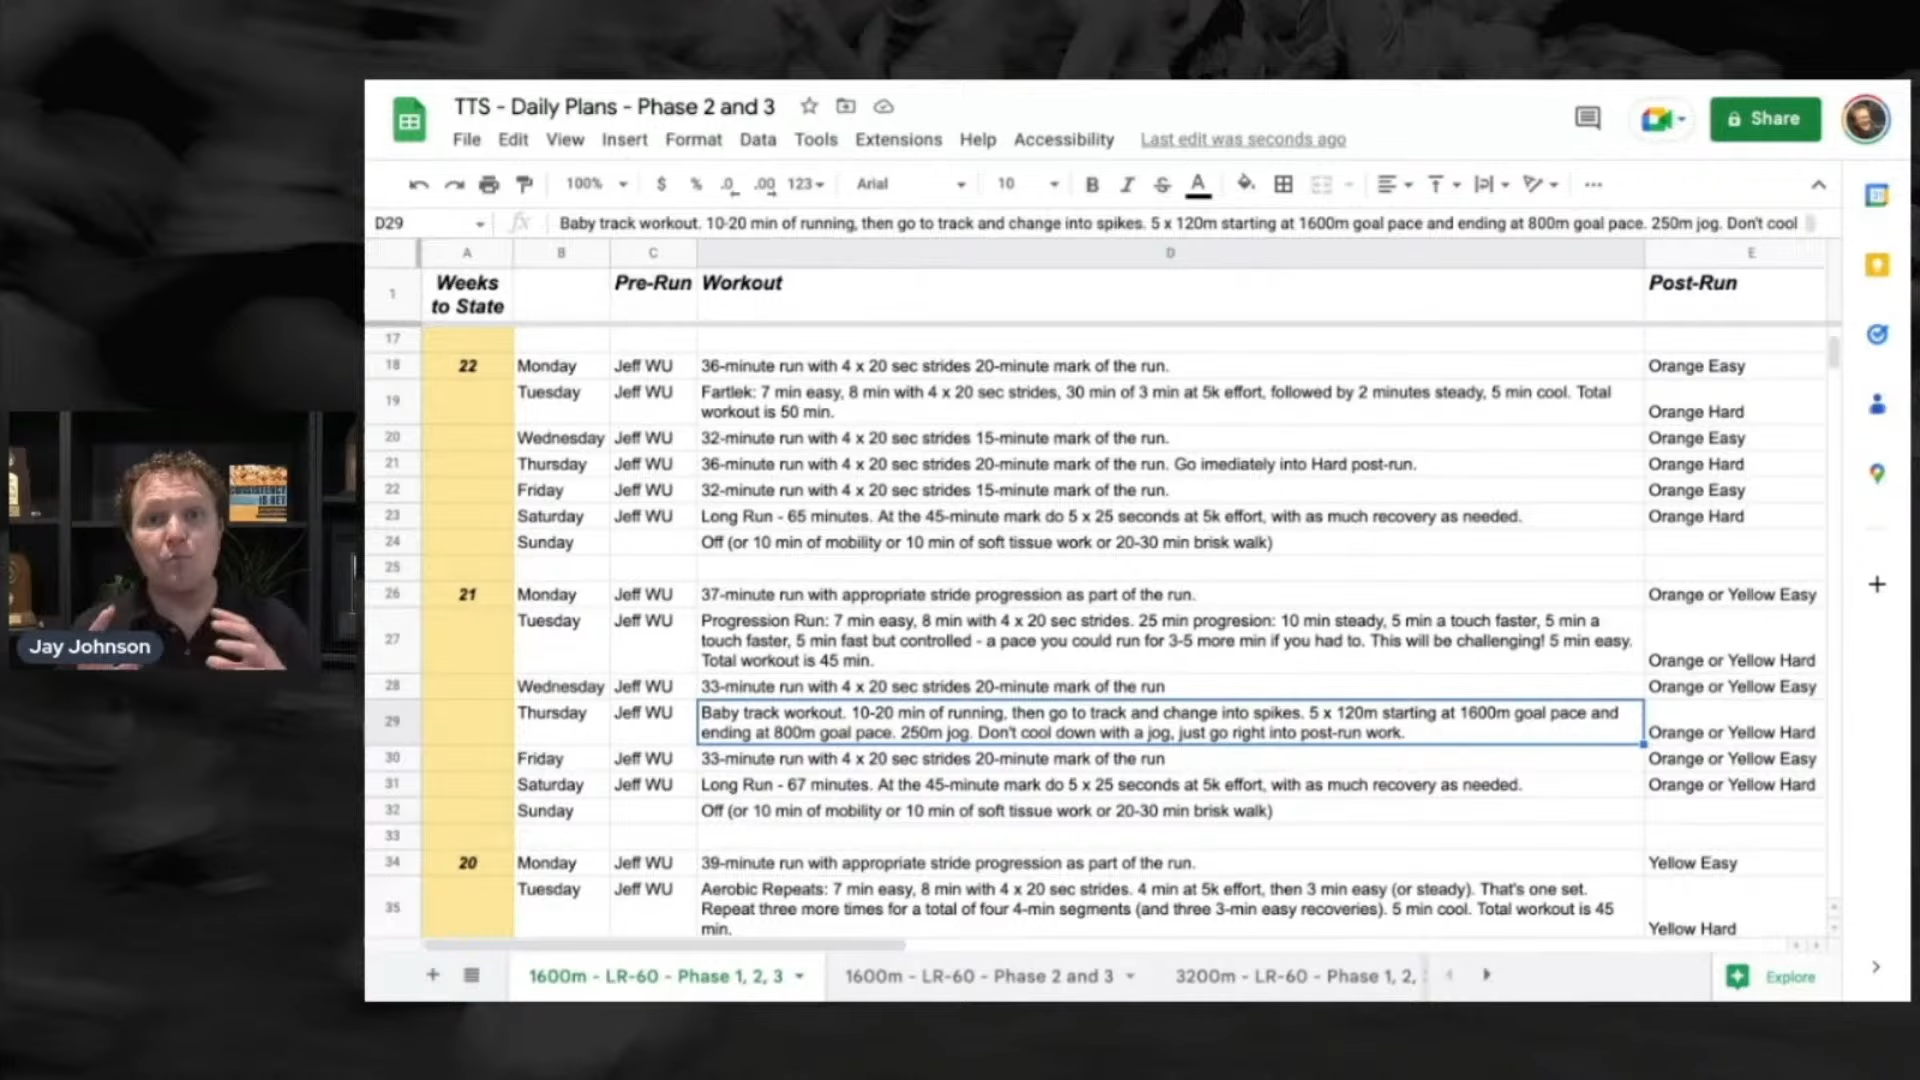 TTS - Daily Plans - Phase 2 and 3
File Edit View Insert Format Data Tools Extensions Help Accessibility Last edit was seconds ago
Share
100% $ % .0 .00 123 Arial 10 B I S A
D29 fx Baby track workout. 10-20 min of running, then go to track and change into spikes. 5 x 120m starting at 1600m goal pace and ending at 800m goal pace. 250m jog. Don't cool
A B C D E
1 Weeks to State Pre-Run Workout Post-Run
17
18 22 Monday Jeff WU 36-minute run with 4 x 20 sec strides 20-minute mark of the run. Orange Easy
19 Tuesday Jeff WU Fartlek: 7 min easy, 8 min with 4 x 20 sec strides, 30 min of 3 min at 5k effort, followed by 2 minutes steady, 5 min cool. Total
workout is 50 min. Orange Hard
20 Wednesday Jeff WU 32-minute run with 4 x 20 sec strides 15-minute mark of the run. Orange Easy
21 Thursday Jeff WU 36-minute run with 4 x 20 sec strides 20-minute mark of the run. Go imediately into Hard post-run. Orange Hard
22 Friday Jeff WU 32-minute run with 4 x 20 sec strides 15-minute mark of the run. Orange Easy
23 Saturday Jeff WU Long Run - 65 minutes. At the 45-minute mark do 5 x 25 seconds at 5k effort, with as much recovery as needed. Orange Hard
24 Sunday Off (or 10 min of mobility or 10 min of soft tissue work or 20-30 min brisk walk)
25
26 21 Monday Jeff WU 37-minute run with appropriate stride progression as part of the run. Orange or Yellow Easy
27 Tuesday Jeff WU Progression Run: 7 min easy, 8 min with 4 x 20 sec strides. 25 min progresion: 10 min steady, 5 min a touch faster, 5 min a
touch faster, 5 min fast but controlled - a pace you could run for 3-5 more min if you had to. This will be challenging! 5 min easy.
Total workout is 45 min. Orange or Yellow Hard
28 Wednesday Jeff WU 33-minute run with 4 x 20 sec strides 20-minute mark of the run Orange or Yellow Easy
29 Thursday Jeff WU Baby track workout. 10-20 min of running, then go to track and change into spikes. 5 x 120m starting at 1600m goal pace and
ending at 800m goal pace. 250m jog. Don't cool down with a jog, just go right into post-run work. Orange or Yellow Hard
30 Friday Jeff WU 33-minute run with 4 x 20 sec strides 20-minute mark of the run Orange or Yellow Easy
31 Saturday Jeff WU Long Run - 67 minutes. At the 45-minute mark do 5 x 25 seconds at 5k effort, with as much recovery as needed. Orange or Yellow Hard
32 Sunday Off (or 10 min of mobility or 10 min of soft tissue work or 20-30 min brisk walk)
33
34 20 Monday Jeff WU 39-minute run with appropriate stride progression as part of the run. Yellow Easy
35 Tuesday Jeff WU Aerobic Repeats: 7 min easy, 8 min with 4 x 20 sec strides. 4 min at 5k effort, then 3 min easy (or steady). That's one set.
Repeat three more times for a total of four 4-min segments (and three 3-min easy recoveries). 5 min cool. Total workout is 45
min. Yellow Hard
1600m - LR-60 - Phase 1, 2, 3 1600m - LR-60 - Phase 2 and 3 3200m - LR-60 - Phase 1, 2, Explore
CONSISTENCY
IS KEY
Jay Johnson